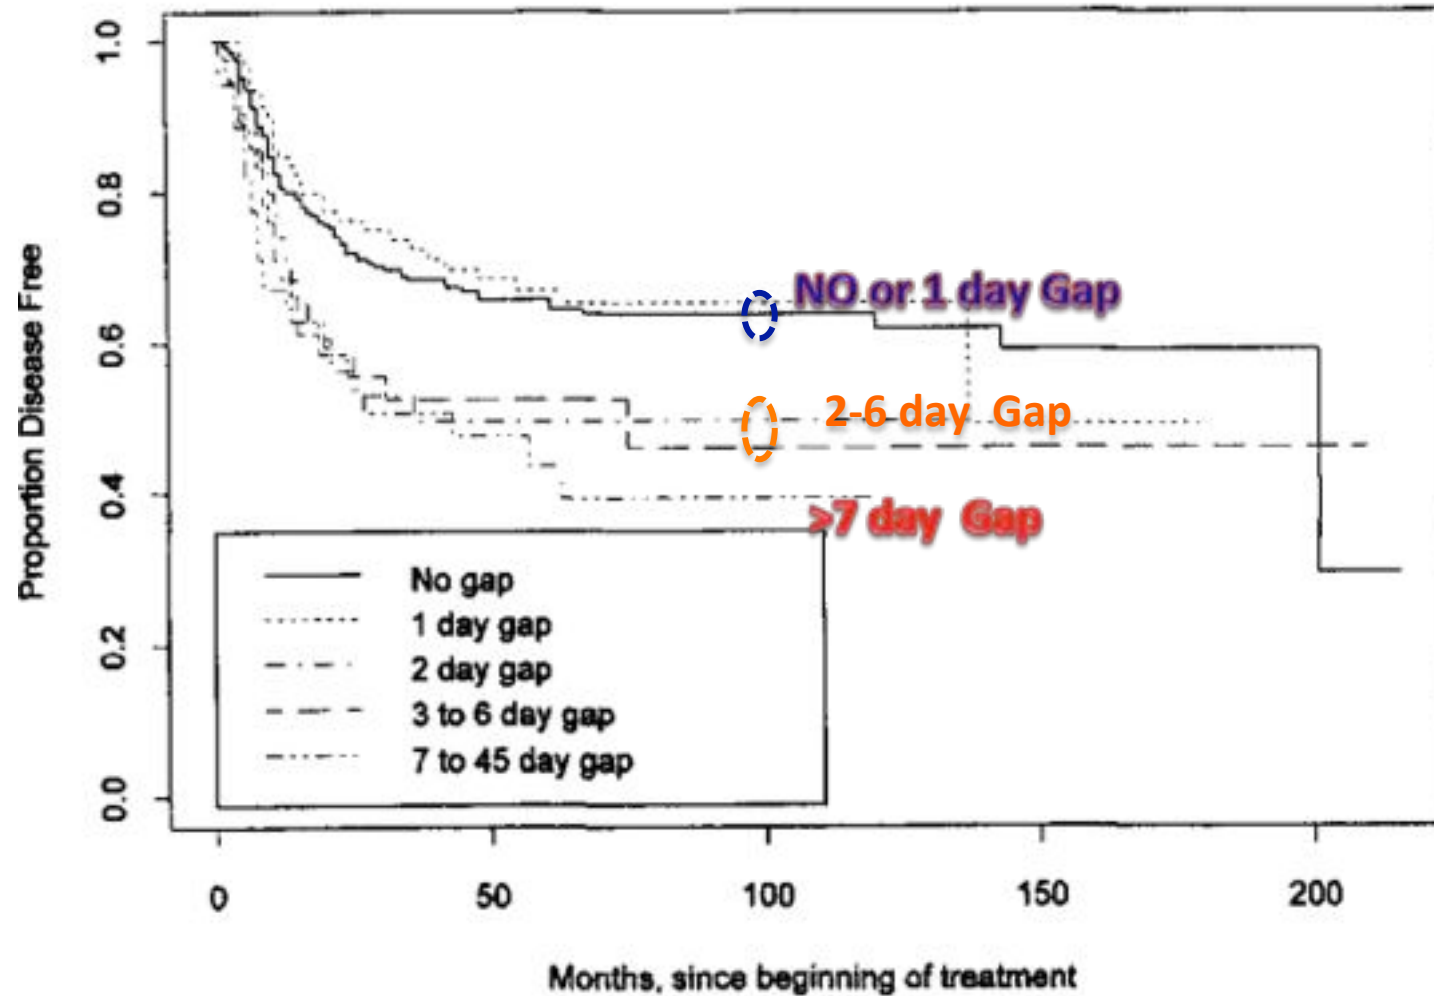 Proportion Disease Free
1.0
0.8
0.6
0.4
0.2
0.0
NO or 1 day Gap
2-6 day Gap
>7 day Gap
No gap
1 day gap
2 day gap
3 to 6 day gap
7 to 45 day gap
0 50 100 150 200
Months, since beginning of treatment